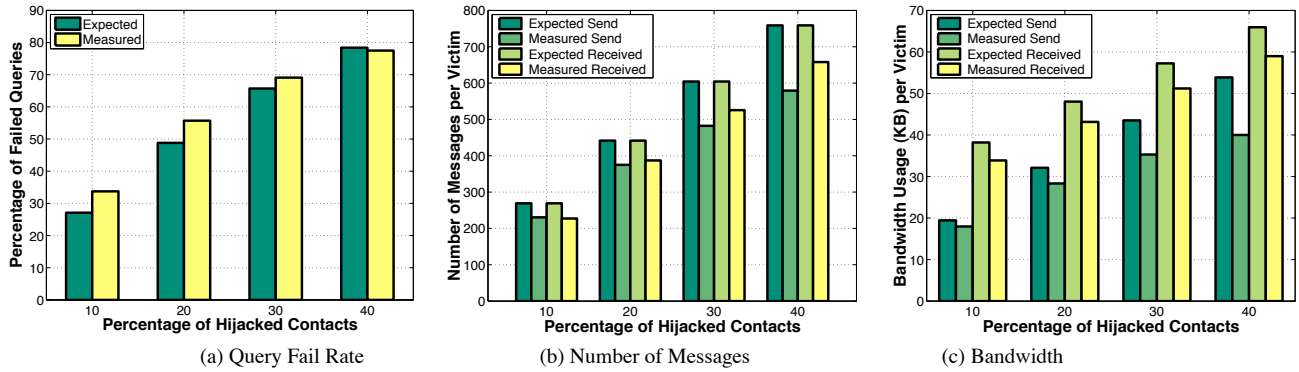 Percentage of Failed Queries
90
80
70
60
50
40
30
20
10
0
Expected
Measured
10 20 30 40
Percentage of Hijacked Contacts
(a) Query Fail Rate
Number of Messages per Victim
800
700
600
500
400
300
200
100
0
Expected Send
Measured Send
Expected Received
Measured Received
10 20 30 40
Percentage of Hijacked Contacts
(b) Number of Messages
Bandwidth Usage (KB) per Victim
70
60
50
40
30
20
10
0
Expected Send
Measured Send
Expected Received
Measured Received
10 20 30 40
Percentage of Hijacked Contacts
(c) Bandwidth